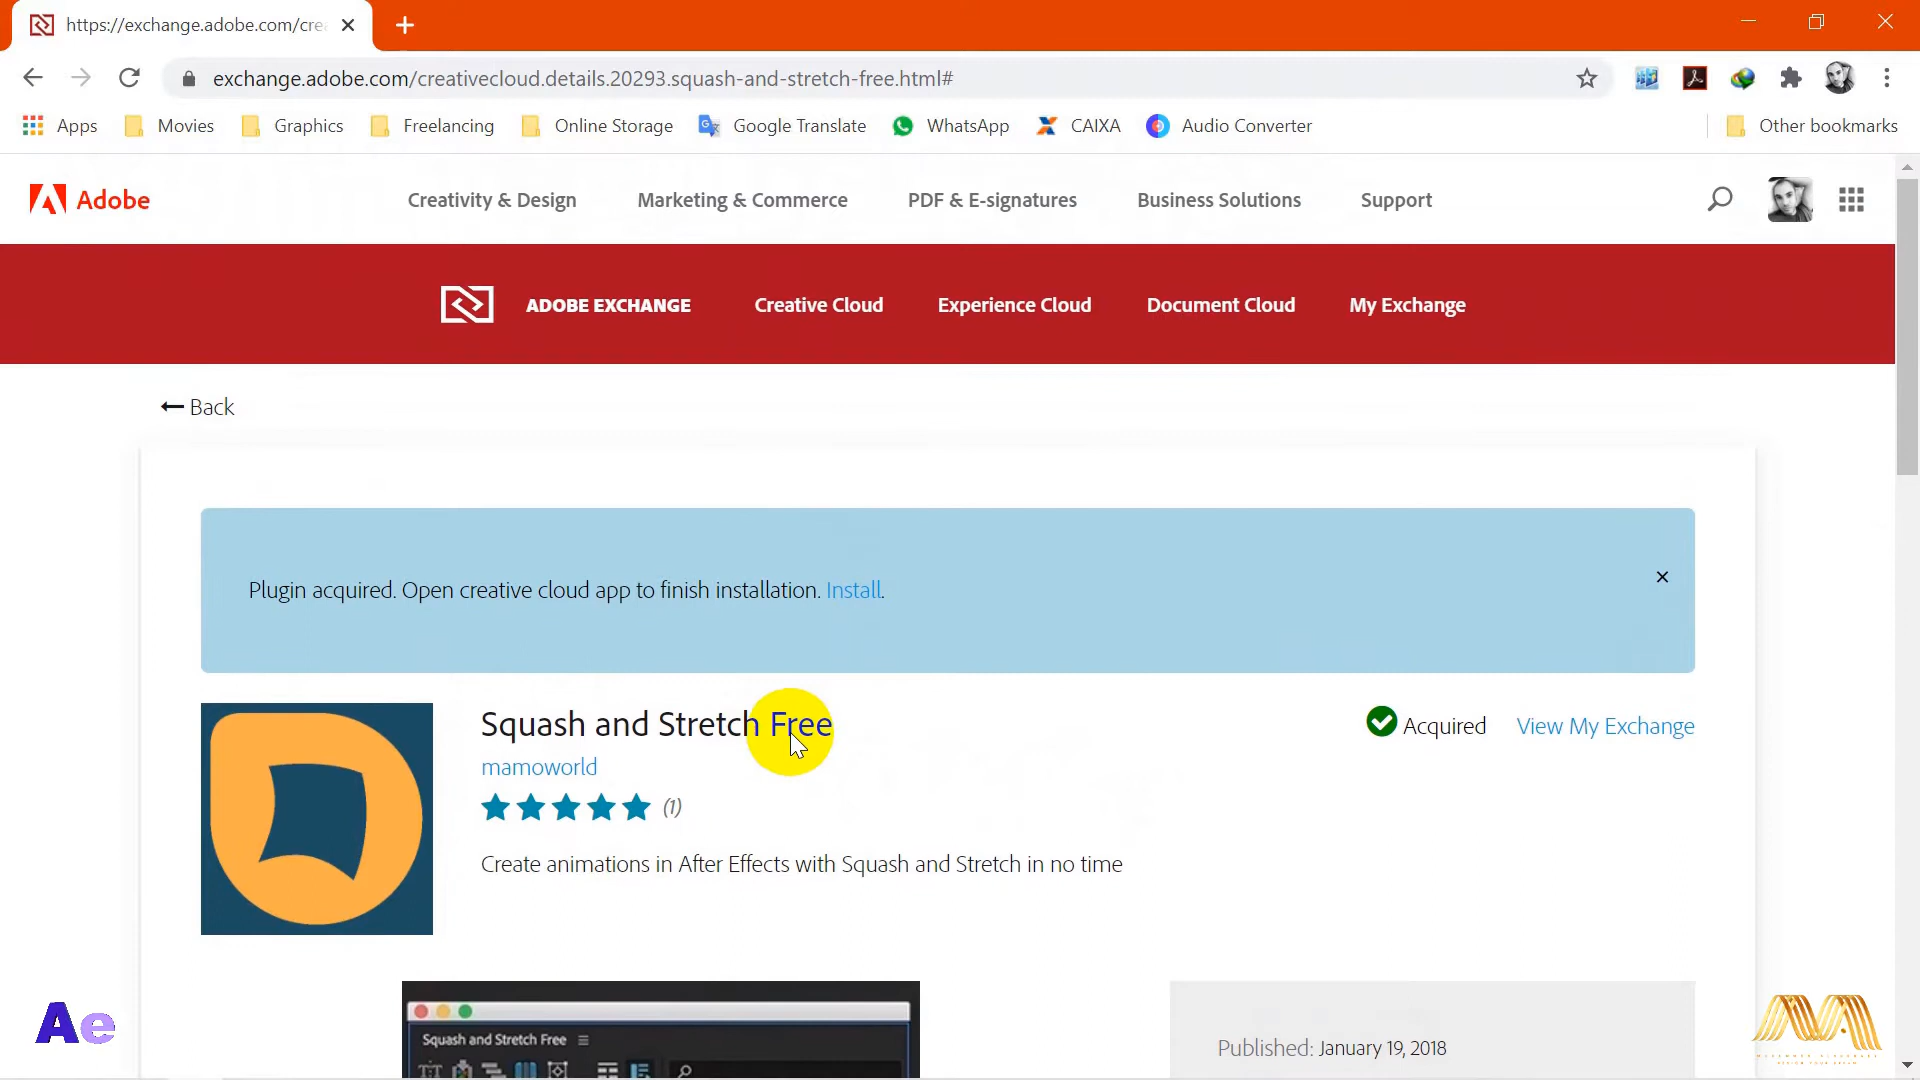 https://exchange.adobe.com/cre
exchange.adobe.com/creativecloud.details.20293.squash-and-stretch-free.html#
Apps Movies Graphics Freelancing Online Storage Google Translate WhatsApp CAIXA Audio Converter Other bookmarks
Adobe Creativity & Design Marketing & Commerce PDF & E-signatures Business Solutions Support
ADOBE EXCHANGE Creative Cloud Experience Cloud Document Cloud My Exchange
Back
Plugin acquired. Open creative cloud app to finish installation. Install.
Squash and Stretch Free
Acquired View My Exchange
mamoworld
(1)
Create animations in After Effects with Squash and Stretch in no time
Squash and Stretch Free
Published: January 19, 2018
Ae